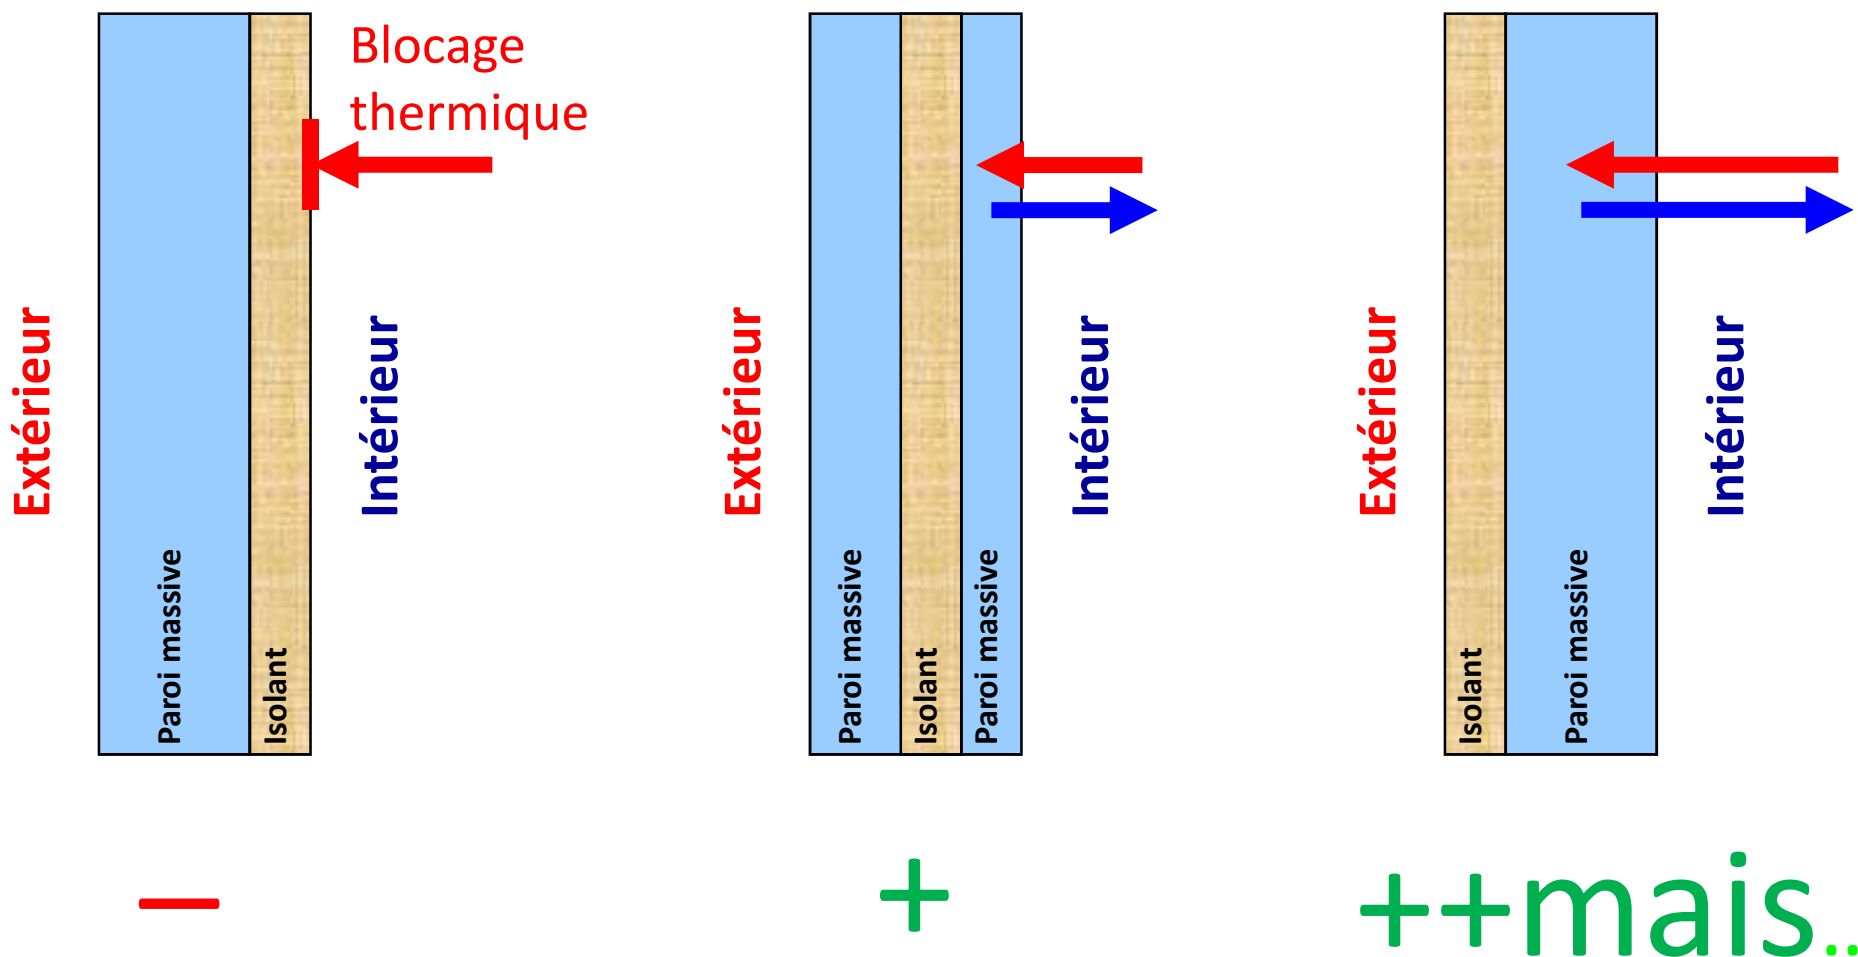 Blocage
thermique
Extérieur
Paroi massive
Isolant
Intérieur
Extérieur
Paroi massive
Isolant
Paroi massive
Intérieur
Extérieur
Isolant
Paroi massive
Intérieur
–
+
++mais..